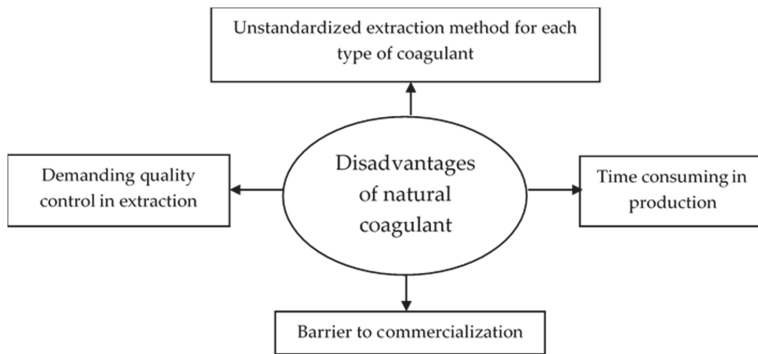 Unstandardized extraction method for each
type of coagulant
Demanding quality
control in extraction
Disadvantages
of natural
coagulant
Time consuming in
production
Barrier to commercialization